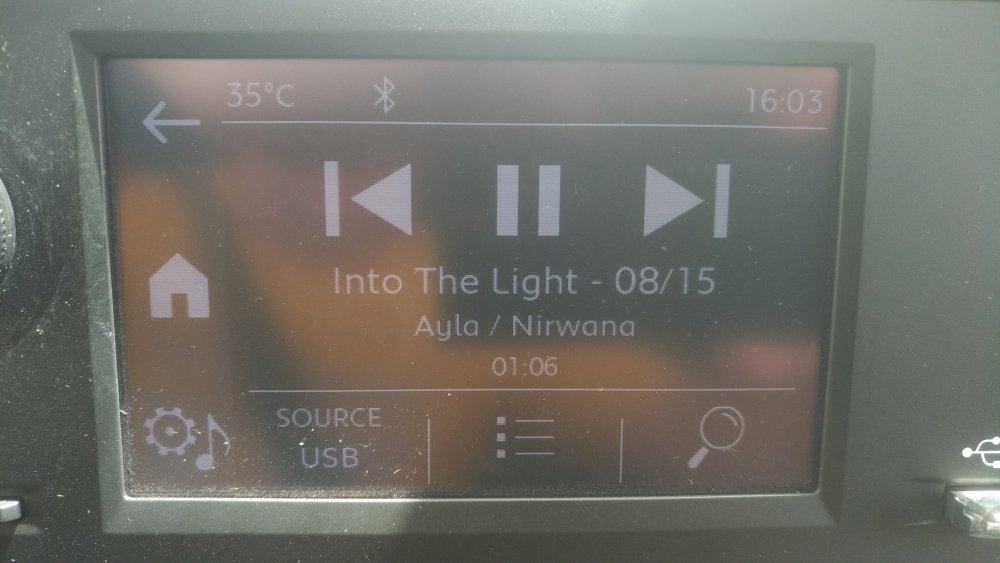 35°C 16:03
Into The Light - 08/15
Ayla / Nirwana
01:06
SOURCE
USB